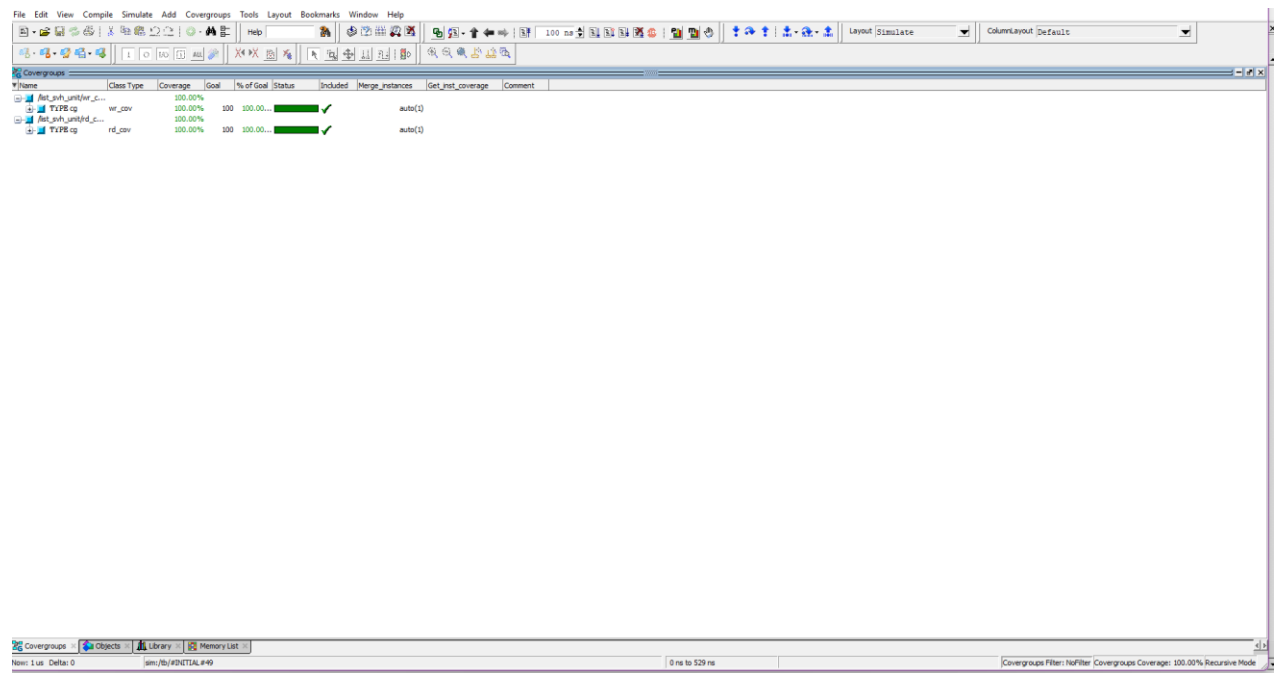 File Edit View Compile Simulate Add Covergroups Tools Layout Bookmarks Window Help
Help 100 ns Layout Simulate ColumnLayout Default
Covergroups
Name Class Type Coverage Goal % of Goal Status Included Merge_instances Get_inst_coverage Comment
/list_svh_unit/wr_c... 100.00%
TYPE cg wr_cov 100.00% 100 100.00... auto(1)
/list_svh_unit/rd_c... 100.00%
TYPE cg rd_cov 100.00% 100 100.00... auto(1)
Covergroups Objects Library Memory List
Now: 1 us Delta: 0 sim:/tb/#INITIAL#49 0 ns to 529 ns Covergroups Filter: NoFilter Covergroups Coverage: 100.00% Recursive Mode